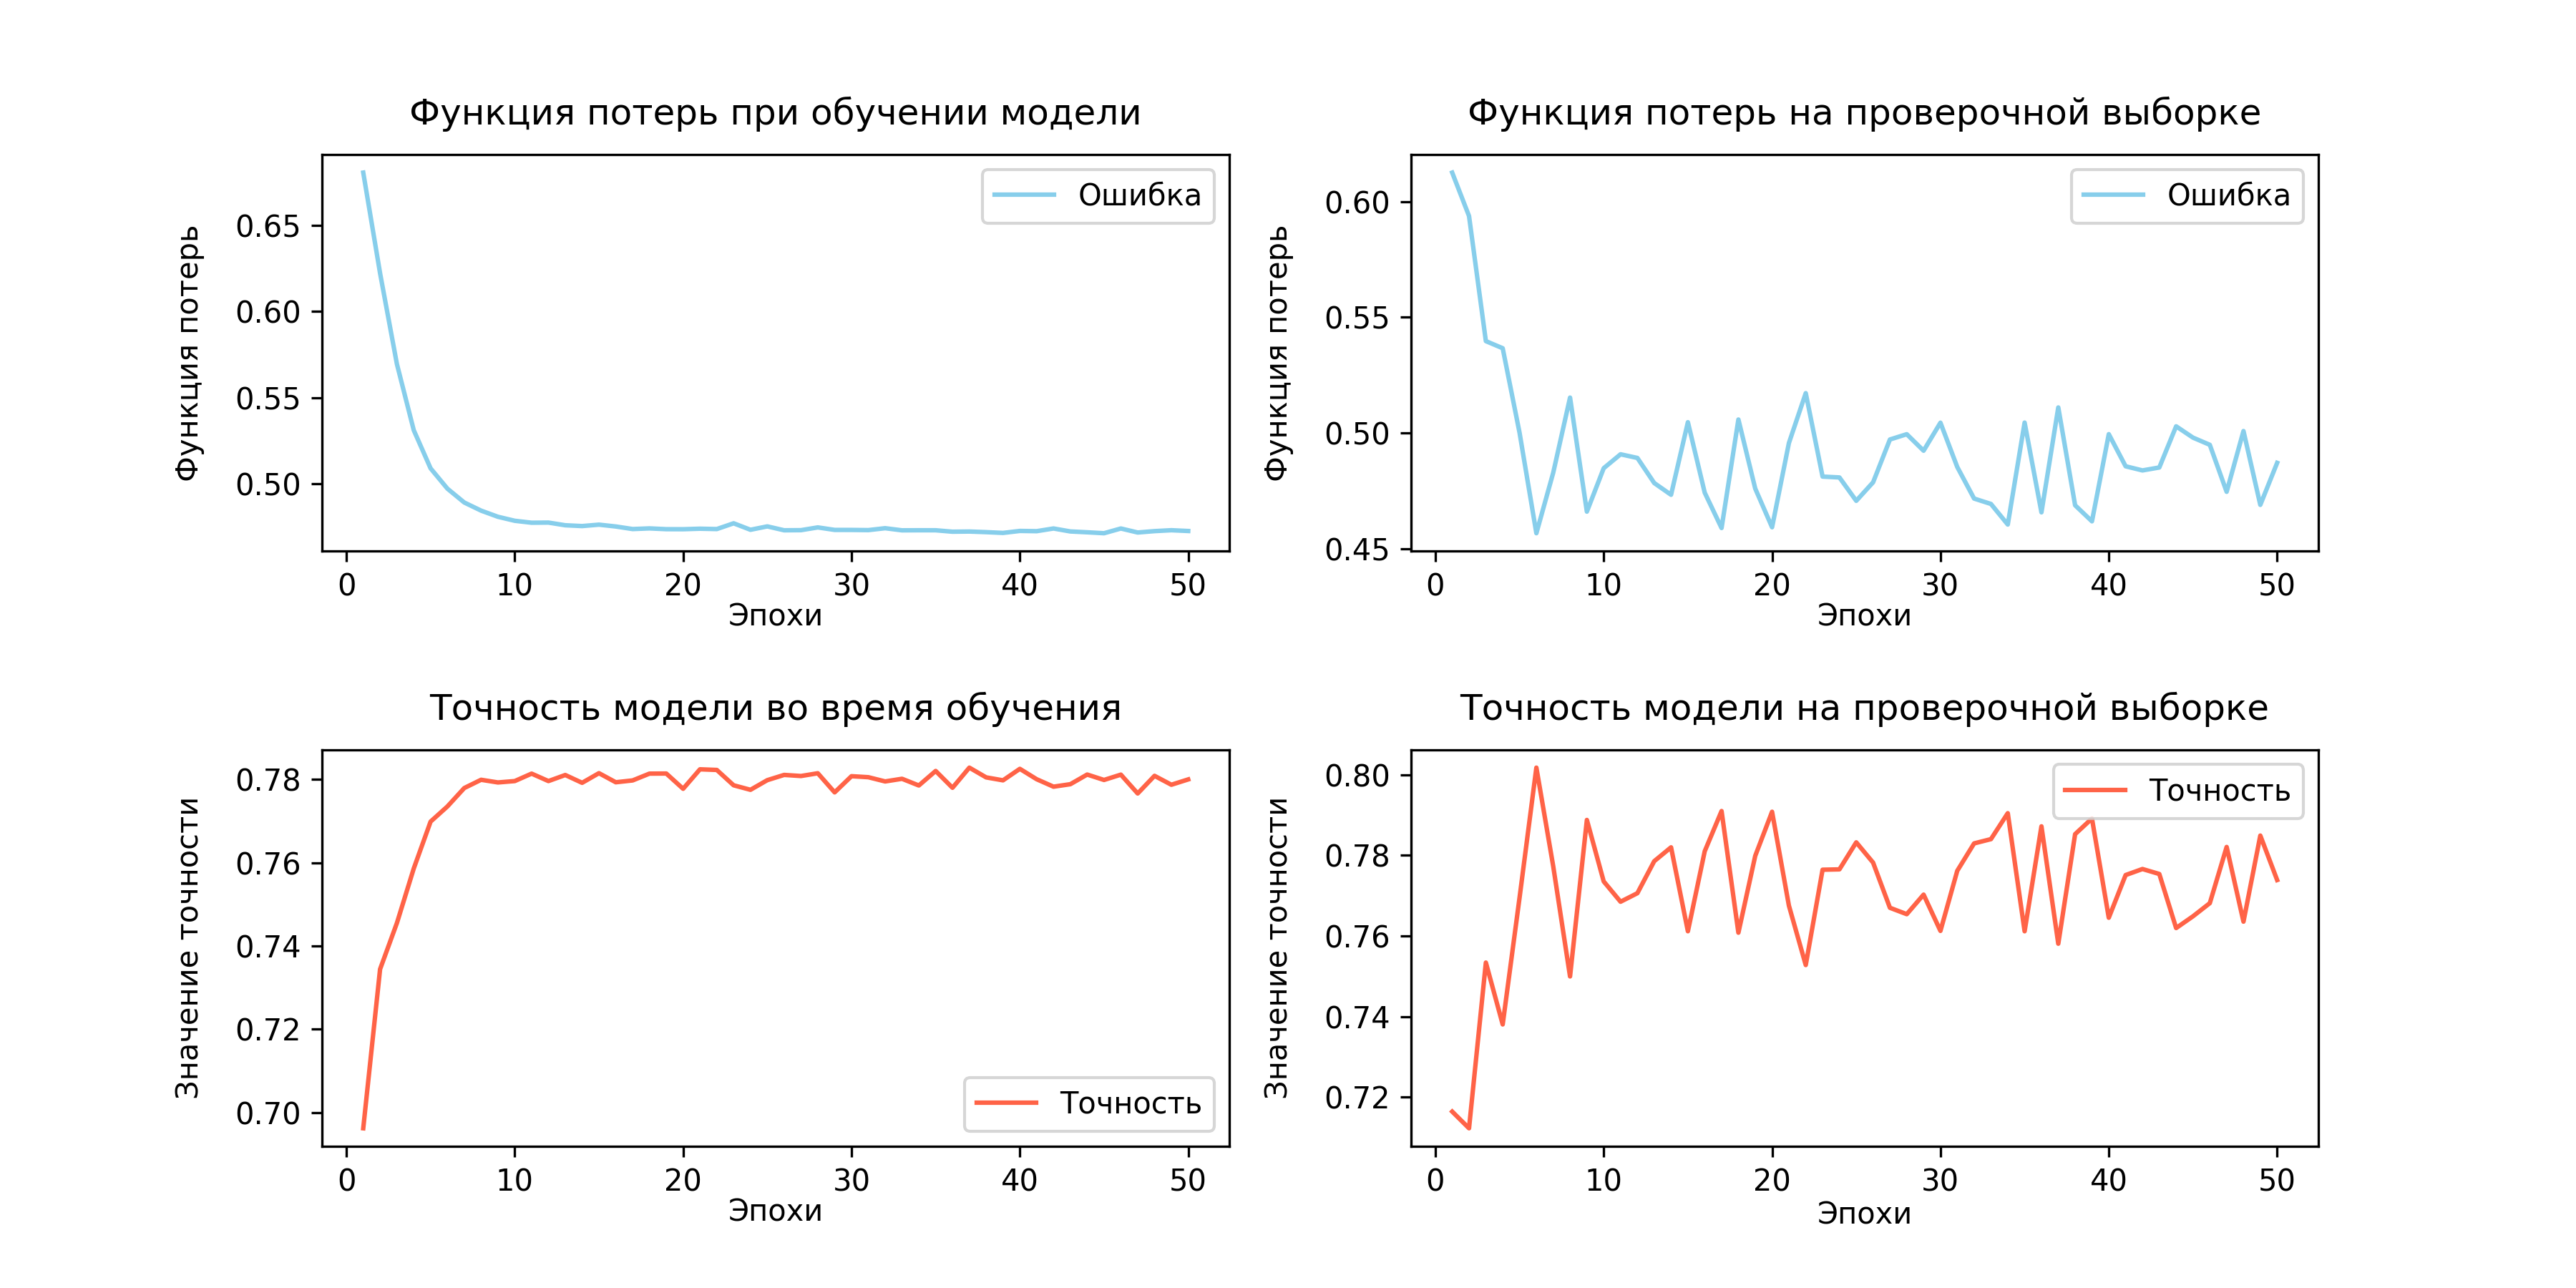 Функция потерь при обучении модели
Функция потерь
0.65
0.60
0.55
0.50
Ошибка
0 10 20 30 40 50
Эпохи
Функция потерь на проверочной выборке
Функция потерь
0.60
0.55
0.50
0.45
Ошибка
0 10 20 30 40 50
Эпохи
Точность модели во время обучения
Значение точности
0.78
0.76
0.74
0.72
0.70
Точность
0 10 20 30 40 50
Эпохи
Точность модели на проверочной выборке
Значение точности
0.80
0.78
0.76
0.74
0.72
Точность
0 10 20 30 40 50
Эпохи